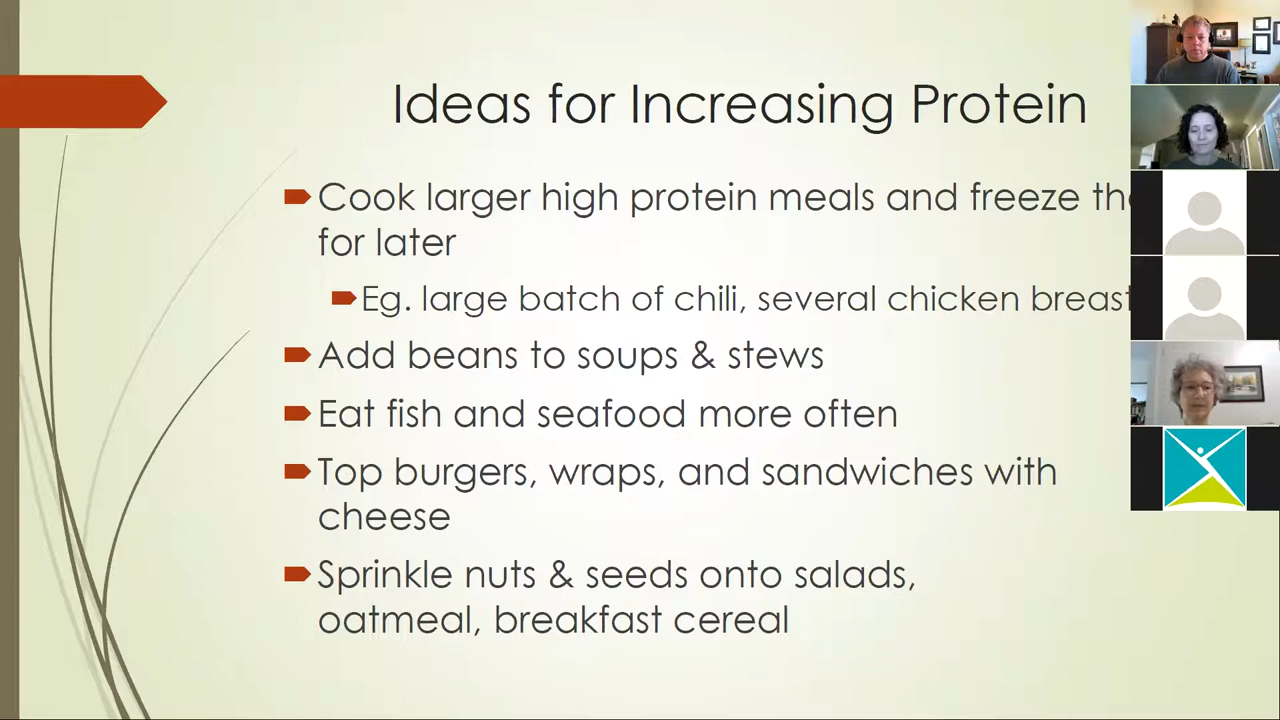 Ideas for Increasing Protein
Cook larger high protein meals and freeze
for later
Eg. large batch of chili, several chicken
Add beans to soups & stews
Eat fish and seafood more often
Top burgers, wraps, and sandwiches with
cheese
Sprinkle nuts & seeds onto salads,
oatmeal, breakfast cereal